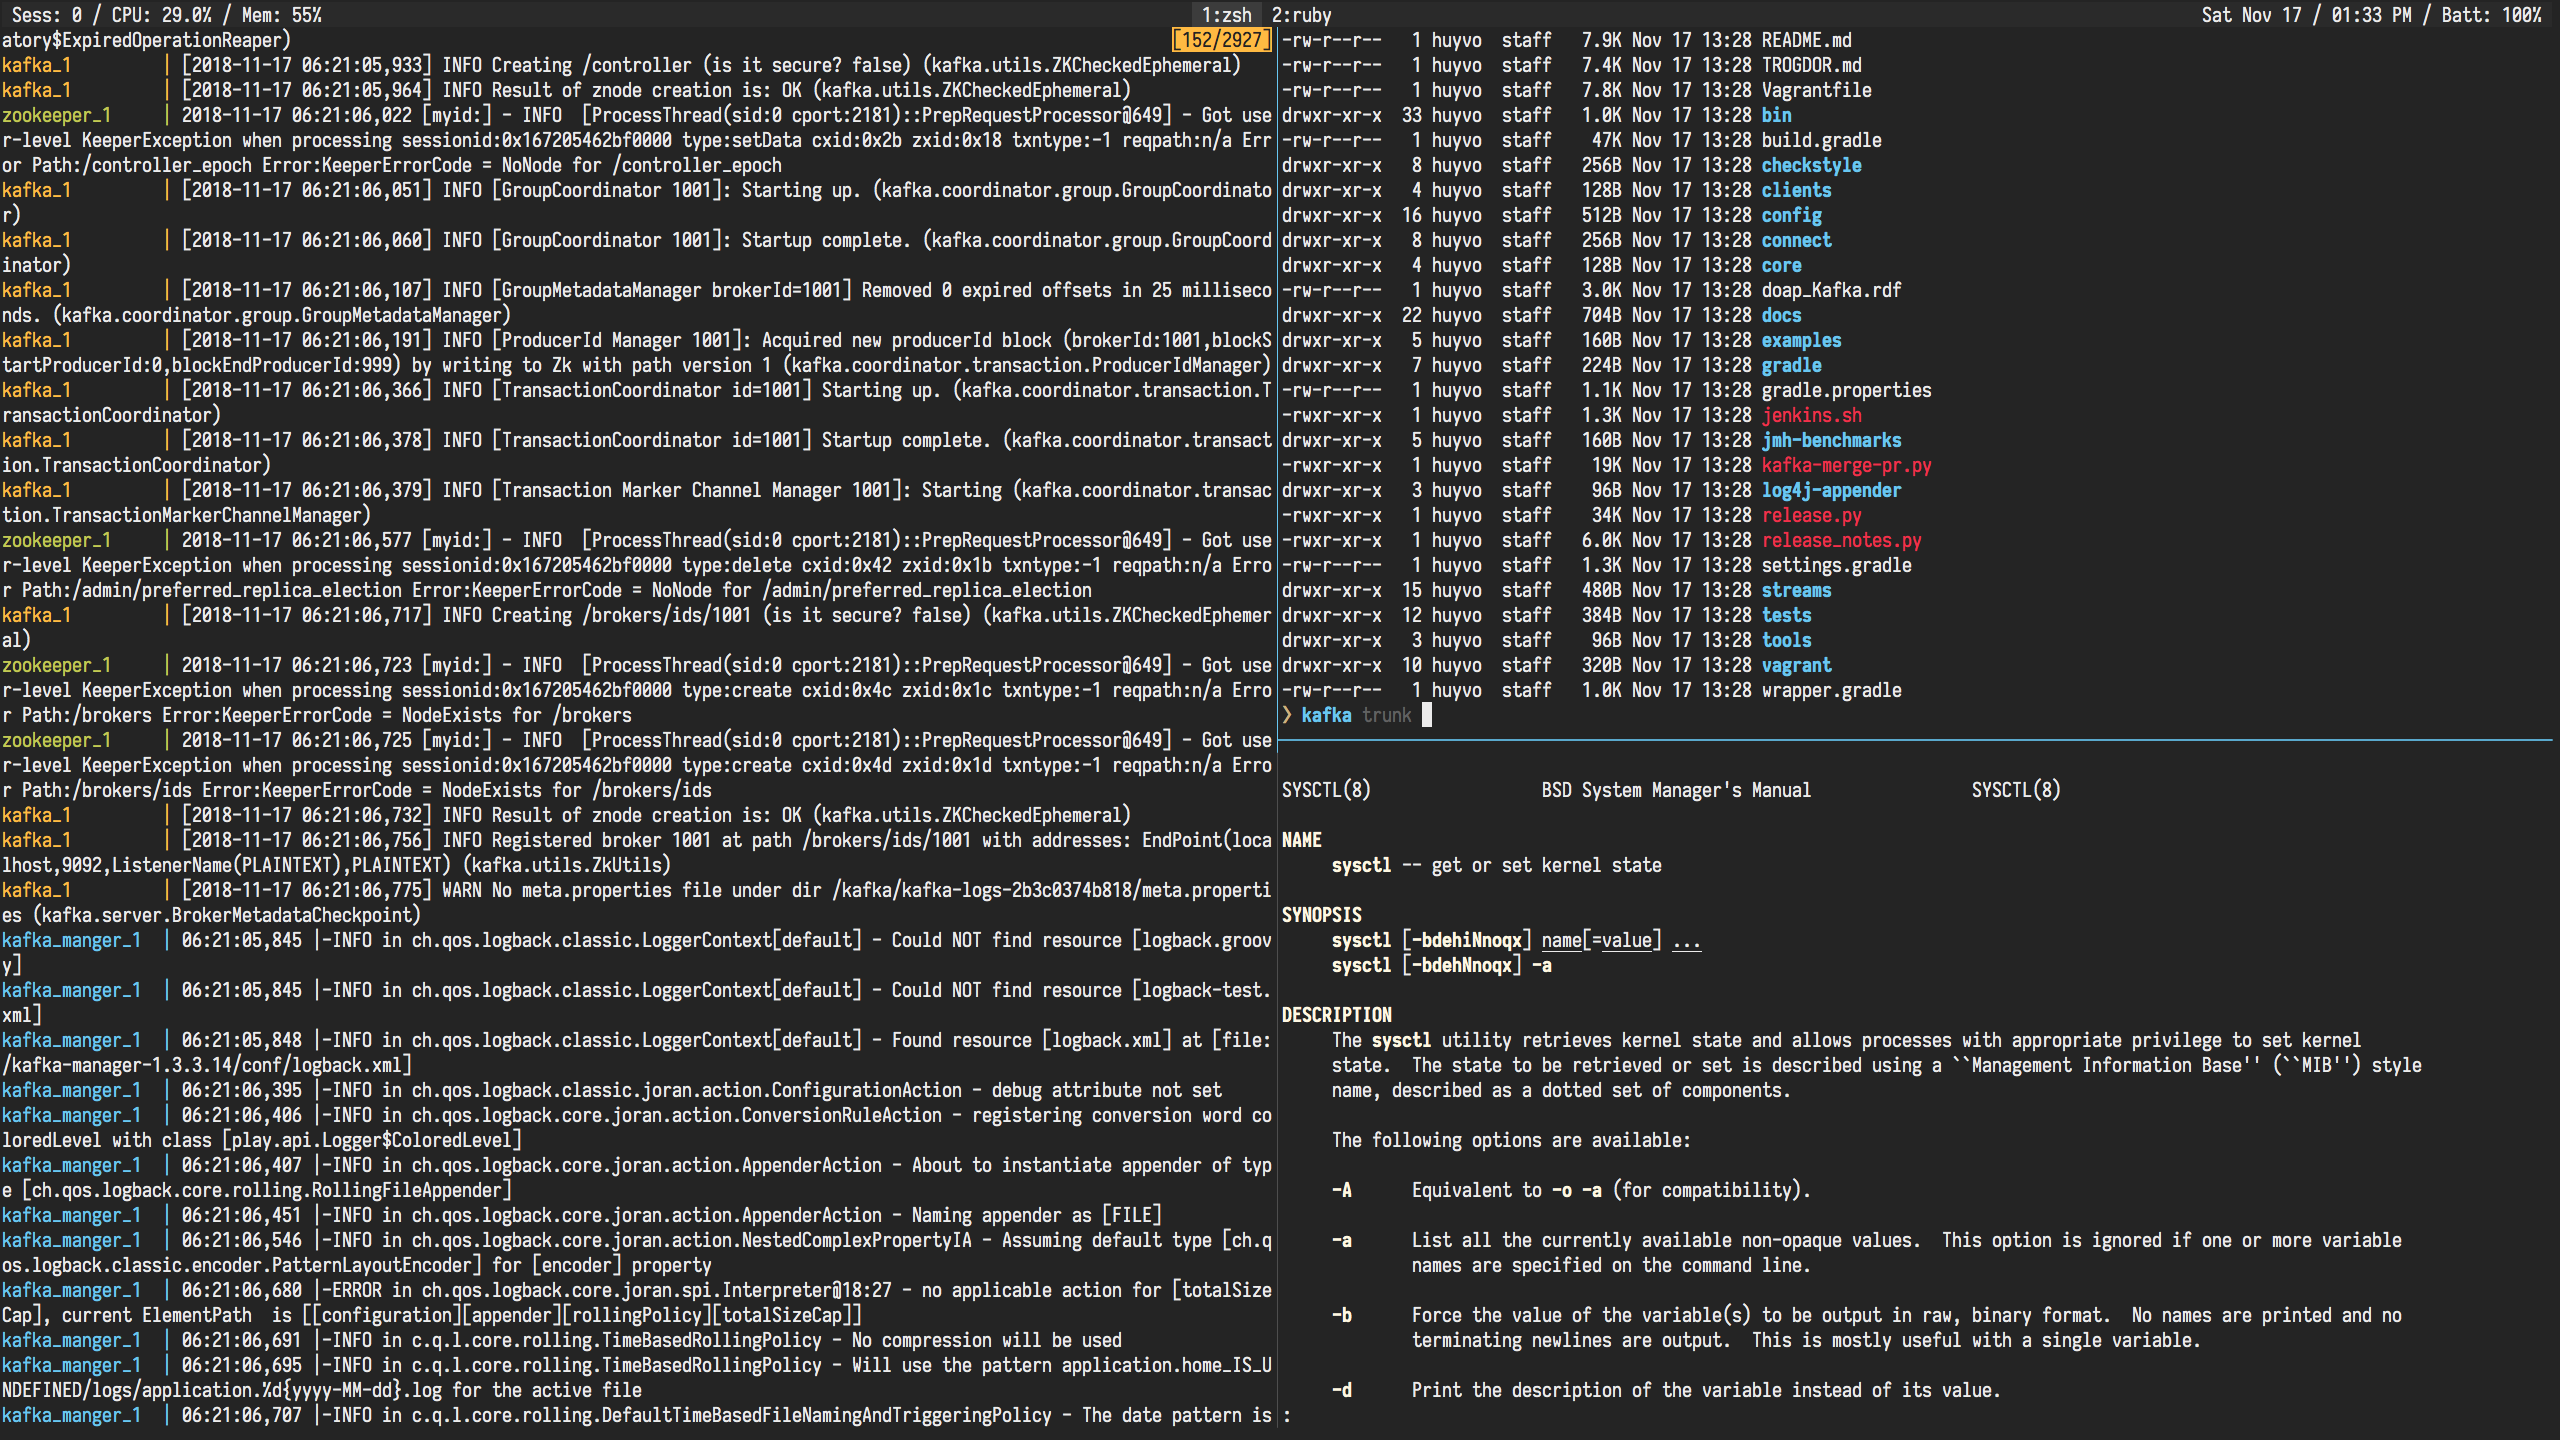 Sess: 0 / CPU: 29.0% / Mem: 55%
1:zsh 2:ruby
Sat Nov 17 / 01:33 PM / Batt: 100%
atory$ExpiredOperationReaper)
[152/2927]
kafka_1 | [2018-11-17 06:21:05,933] INFO Creating /controller (is it secure? false) (kafka.utils.ZKCheckedEphemeral)
kafka_1 | [2018-11-17 06:21:05,964] INFO Result of znode creation is: OK (kafka.utils.ZKCheckedEphemeral)
zookeeper_1 | 2018-11-17 06:21:06,022 [myid:] - INFO [ProcessThread(sid:0 cport:2181)::PrepRequestProcessor@649] - Got use
r-level KeeperException when processing sessionid:0x167205462bf0000 type:setData cxid:0x2b zxid:0x18 txntype:-1 reqpath:n/a Err
or Path:/controller_epoch Error:KeeperErrorCode = NoNode for /controller_epoch
kafka_1 | [2018-11-17 06:21:06,051] INFO [GroupCoordinator 1001]: Starting up. (kafka.coordinator.group.GroupCoordinato
r)
kafka_1 | [2018-11-17 06:21:06,060] INFO [GroupCoordinator 1001]: Startup complete. (kafka.coordinator.group.GroupCoord
inator)
kafka_1 | [2018-11-17 06:21:06,107] INFO [GroupMetadataManager brokerId=1001] Removed 0 expired offsets in 25 milliseco
nds. (kafka.coordinator.group.GroupMetadataManager)
kafka_1 | [2018-11-17 06:21:06,191] INFO [ProducerId Manager 1001]: Acquired new producerId block (brokerId:1001,blockS
tartProducerId:0,blockEndProducerId:999) by writing to Zk with path version 1 (kafka.coordinator.transaction.ProducerIdManager)
kafka_1 | [2018-11-17 06:21:06,366] INFO [TransactionCoordinator id=1001] Starting up. (kafka.coordinator.transaction.T
ransactionCoordinator)
kafka_1 | [2018-11-17 06:21:06,378] INFO [TransactionCoordinator id=1001] Startup complete. (kafka.coordinator.transact
ion.TransactionCoordinator)
kafka_1 | [2018-11-17 06:21:06,379] INFO [Transaction Marker Channel Manager 1001]: Starting (kafka.coordinator.transac
tion.TransactionMarkerChannelManager)
zookeeper_1 | 2018-11-17 06:21:06,577 [myid:] - INFO [ProcessThread(sid:0 cport:2181)::PrepRequestProcessor@649] - Got use
r-level KeeperException when processing sessionid:0x167205462bf0000 type:delete cxid:0x42 zxid:0x1b txntype:-1 reqpath:n/a Erro
r Path:/admin/preferred_replica_election Error:KeeperErrorCode = NoNode for /admin/preferred_replica_election
kafka_1 | [2018-11-17 06:21:06,717] INFO Creating /brokers/ids/1001 (is it secure? false) (kafka.utils.ZKCheckedEphemer
al)
zookeeper_1 | 2018-11-17 06:21:06,723 [myid:] - INFO [ProcessThread(sid:0 cport:2181)::PrepRequestProcessor@649] - Got use
r-level KeeperException when processing sessionid:0x167205462bf0000 type:create cxid:0x4c zxid:0x1c txntype:-1 reqpath:n/a Erro
r Path:/brokers Error:KeeperErrorCode = NodeExists for /brokers
zookeeper_1 | 2018-11-17 06:21:06,725 [myid:] - INFO [ProcessThread(sid:0 cport:2181)::PrepRequestProcessor@649] - Got use
r-level KeeperException when processing sessionid:0x167205462bf0000 type:create cxid:0x4d zxid:0x1d txntype:-1 reqpath:n/a Erro
r Path:/brokers/ids Error:KeeperErrorCode = NodeExists for /brokers/ids
kafka_1 | [2018-11-17 06:21:06,732] INFO Result of znode creation is: OK (kafka.utils.ZKCheckedEphemeral)
kafka_1 | [2018-11-17 06:21:06,756] INFO Registered broker 1001 at path /brokers/ids/1001 with addresses: EndPoint(loca
lhost,9092,ListenerName(PLAINTEXT),PLAINTEXT) (kafka.utils.ZkUtils)
kafka_1 | [2018-11-17 06:21:06,775] WARN No meta.properties file under dir /kafka/kafka-logs-2b3c0374b818/meta.properti
es (kafka.server.BrokerMetadataCheckpoint)
kafka_manger_1 | 06:21:05,845 |-INFO in ch.qos.logback.classic.LoggerContext[default] - Could NOT find resource [logback.groov
y]
kafka_manger_1 | 06:21:05,845 |-INFO in ch.qos.logback.classic.LoggerContext[default] - Could NOT find resource [logback-test.
xml]
kafka_manger_1 | 06:21:05,848 |-INFO in ch.qos.logback.classic.LoggerContext[default] - Found resource [logback.xml] at [file:
/kafka-manager-1.3.3.14/conf/logback.xml]
kafka_manger_1 | 06:21:06,395 |-INFO in ch.qos.logback.classic.joran.action.ConfigurationAction - debug attribute not set
kafka_manger_1 | 06:21:06,406 |-INFO in ch.qos.logback.core.joran.action.ConversionRuleAction - registering conversion word co
loredLevel with class [play.api.Logger$ColoredLevel]
kafka_manger_1 | 06:21:06,407 |-INFO in ch.qos.logback.core.joran.action.AppenderAction - About to instantiate appender of typ
e [ch.qos.logback.core.rolling.RollingFileAppender]
kafka_manger_1 | 06:21:06,451 |-INFO in ch.qos.logback.core.joran.action.AppenderAction - Naming appender as [FILE]
kafka_manger_1 | 06:21:06,546 |-INFO in ch.qos.logback.core.joran.action.NestedComplexPropertyIA - Assuming default type [ch.q
os.logback.classic.encoder.PatternLayoutEncoder] for [encoder] property
kafka_manger_1 | 06:21:06,680 |-ERROR in ch.qos.logback.core.joran.spi.Interpreter@18:27 - no applicable action for [totalSize
Cap], current ElementPath  is [[configuration][appender][rollingPolicy][totalSizeCap]]
kafka_manger_1 | 06:21:06,691 |-INFO in c.q.l.core.rolling.TimeBasedRollingPolicy - No compression will be used
kafka_manger_1 | 06:21:06,695 |-INFO in c.q.l.core.rolling.TimeBasedRollingPolicy - Will use the pattern application.home_IS_U
NDEFINED/logs/application.%d{yyyy-MM-dd}.log for the active file
kafka_manger_1 | 06:21:06,707 |-INFO in c.q.l.core.rolling.DefaultTimeBasedFileNamingAndTriggeringPolicy - The date pattern is
-rw-r--r-- 1 huyvo staff 7.9K Nov 17 13:28 README.md
-rw-r--r-- 1 huyvo staff 7.4K Nov 17 13:28 TROGDOR.md
-rw-r--r-- 1 huyvo staff 7.8K Nov 17 13:28 Vagrantfile
drwxr-xr-x 33 huyvo staff 1.0K Nov 17 13:28 bin
-rw-r--r-- 1 huyvo staff 47K Nov 17 13:28 build.gradle
drwxr-xr-x 8 huyvo staff 256B Nov 17 13:28 checkstyle
drwxr-xr-x 4 huyvo staff 128B Nov 17 13:28 clients
drwxr-xr-x 16 huyvo staff 512B Nov 17 13:28 config
drwxr-xr-x 8 huyvo staff 256B Nov 17 13:28 connect
drwxr-xr-x 4 huyvo staff 128B Nov 17 13:28 core
-rw-r--r-- 1 huyvo staff 3.0K Nov 17 13:28 doap_Kafka.rdf
drwxr-xr-x 22 huyvo staff 704B Nov 17 13:28 docs
drwxr-xr-x 5 huyvo staff 160B Nov 17 13:28 examples
drwxr-xr-x 7 huyvo staff 224B Nov 17 13:28 gradle
-rw-r--r-- 1 huyvo staff 1.1K Nov 17 13:28 gradle.properties
-rwxr-xr-x 1 huyvo staff 1.3K Nov 17 13:28 jenkins.sh
drwxr-xr-x 5 huyvo staff 160B Nov 17 13:28 jmh-benchmarks
-rwxr-xr-x 1 huyvo staff 19K Nov 17 13:28 kafka-merge-pr.py
drwxr-xr-x 3 huyvo staff 96B Nov 17 13:28 log4j-appender
-rwxr-xr-x 1 huyvo staff 34K Nov 17 13:28 release.py
-rwxr-xr-x 1 huyvo staff 6.0K Nov 17 13:28 release_notes.py
-rw-r--r-- 1 huyvo staff 1.3K Nov 17 13:28 settings.gradle
drwxr-xr-x 15 huyvo staff 480B Nov 17 13:28 streams
drwxr-xr-x 12 huyvo staff 384B Nov 17 13:28 tests
drwxr-xr-x 3 huyvo staff 96B Nov 17 13:28 tools
drwxr-xr-x 10 huyvo staff 320B Nov 17 13:28 vagrant
-rw-r--r-- 1 huyvo staff 1.0K Nov 17 13:28 wrapper.gradle
❯ kafka trunk
SYSCTL(8) BSD System Manager's Manual SYSCTL(8)
NAME
sysctl -- get or set kernel state
SYNOPSIS
sysctl [-bdehiNnoqx] name[=value] ...
sysctl [-bdehNnoqx] -a
DESCRIPTION
The sysctl utility retrieves kernel state and allows processes with appropriate privilege to set kernel
state.  The state to be retrieved or set is described using a ``Management Information Base'' (``MIB'') style
name, described as a dotted set of components.
The following options are available:
-A Equivalent to -o -a (for compatibility).
-a List all the currently available non-opaque values.  This option is ignored if one or more variable
names are specified on the command line.
-b Force the value of the variable(s) to be output in raw, binary format.  No names are printed and no
terminating newlines are output.  This is mostly useful with a single variable.
-d Print the description of the variable instead of its value.
: